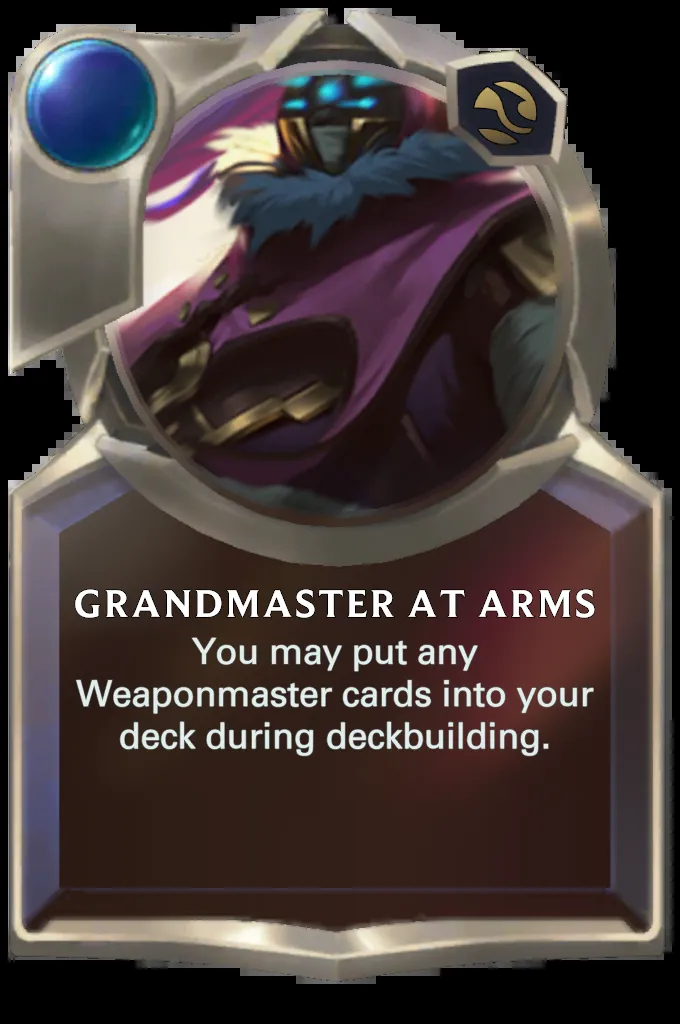 GRANDMASTER AT ARMS
You may put any
Weaponmaster cards into your
deck during deckbuilding.